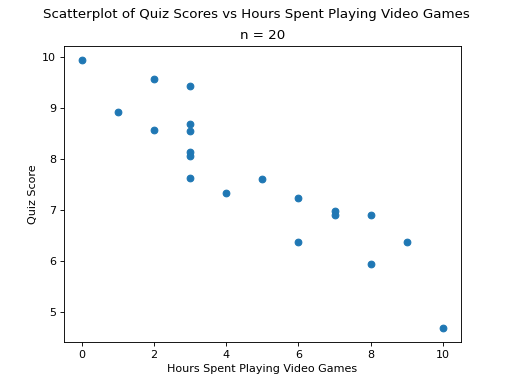 Scatterplot of Quiz Scores vs Hours Spent Playing Video Games
n = 20
10
9
8
7
6
5
Quiz Score
0 2 4 6 8 10
Hours Spent Playing Video Games